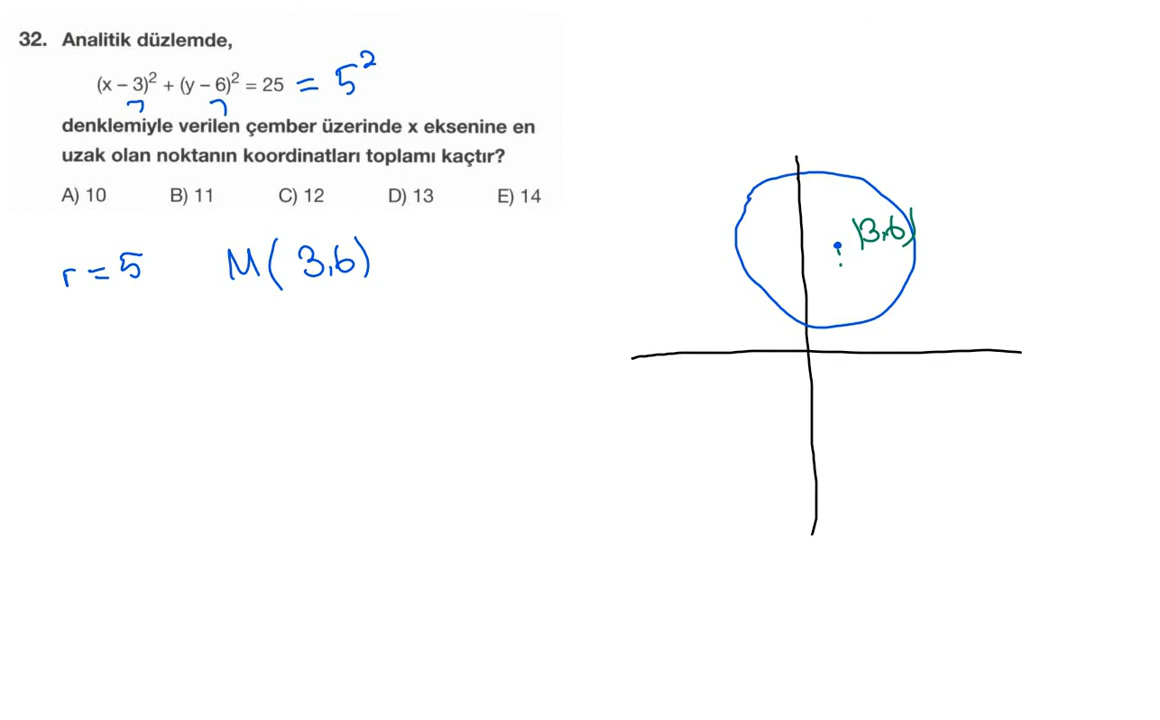 32. Analitik düzlemde,
(x – 3)² + (y – 6)² = 25 = 5²
denklemiyle verilen çember üzerinde x eksenine en
uzak olan noktanın koordinatları toplamı kaçtır?
A) 10 B) 11 C) 12 D) 13 E) 14
r = 5 M( 3,6)
(3,6)